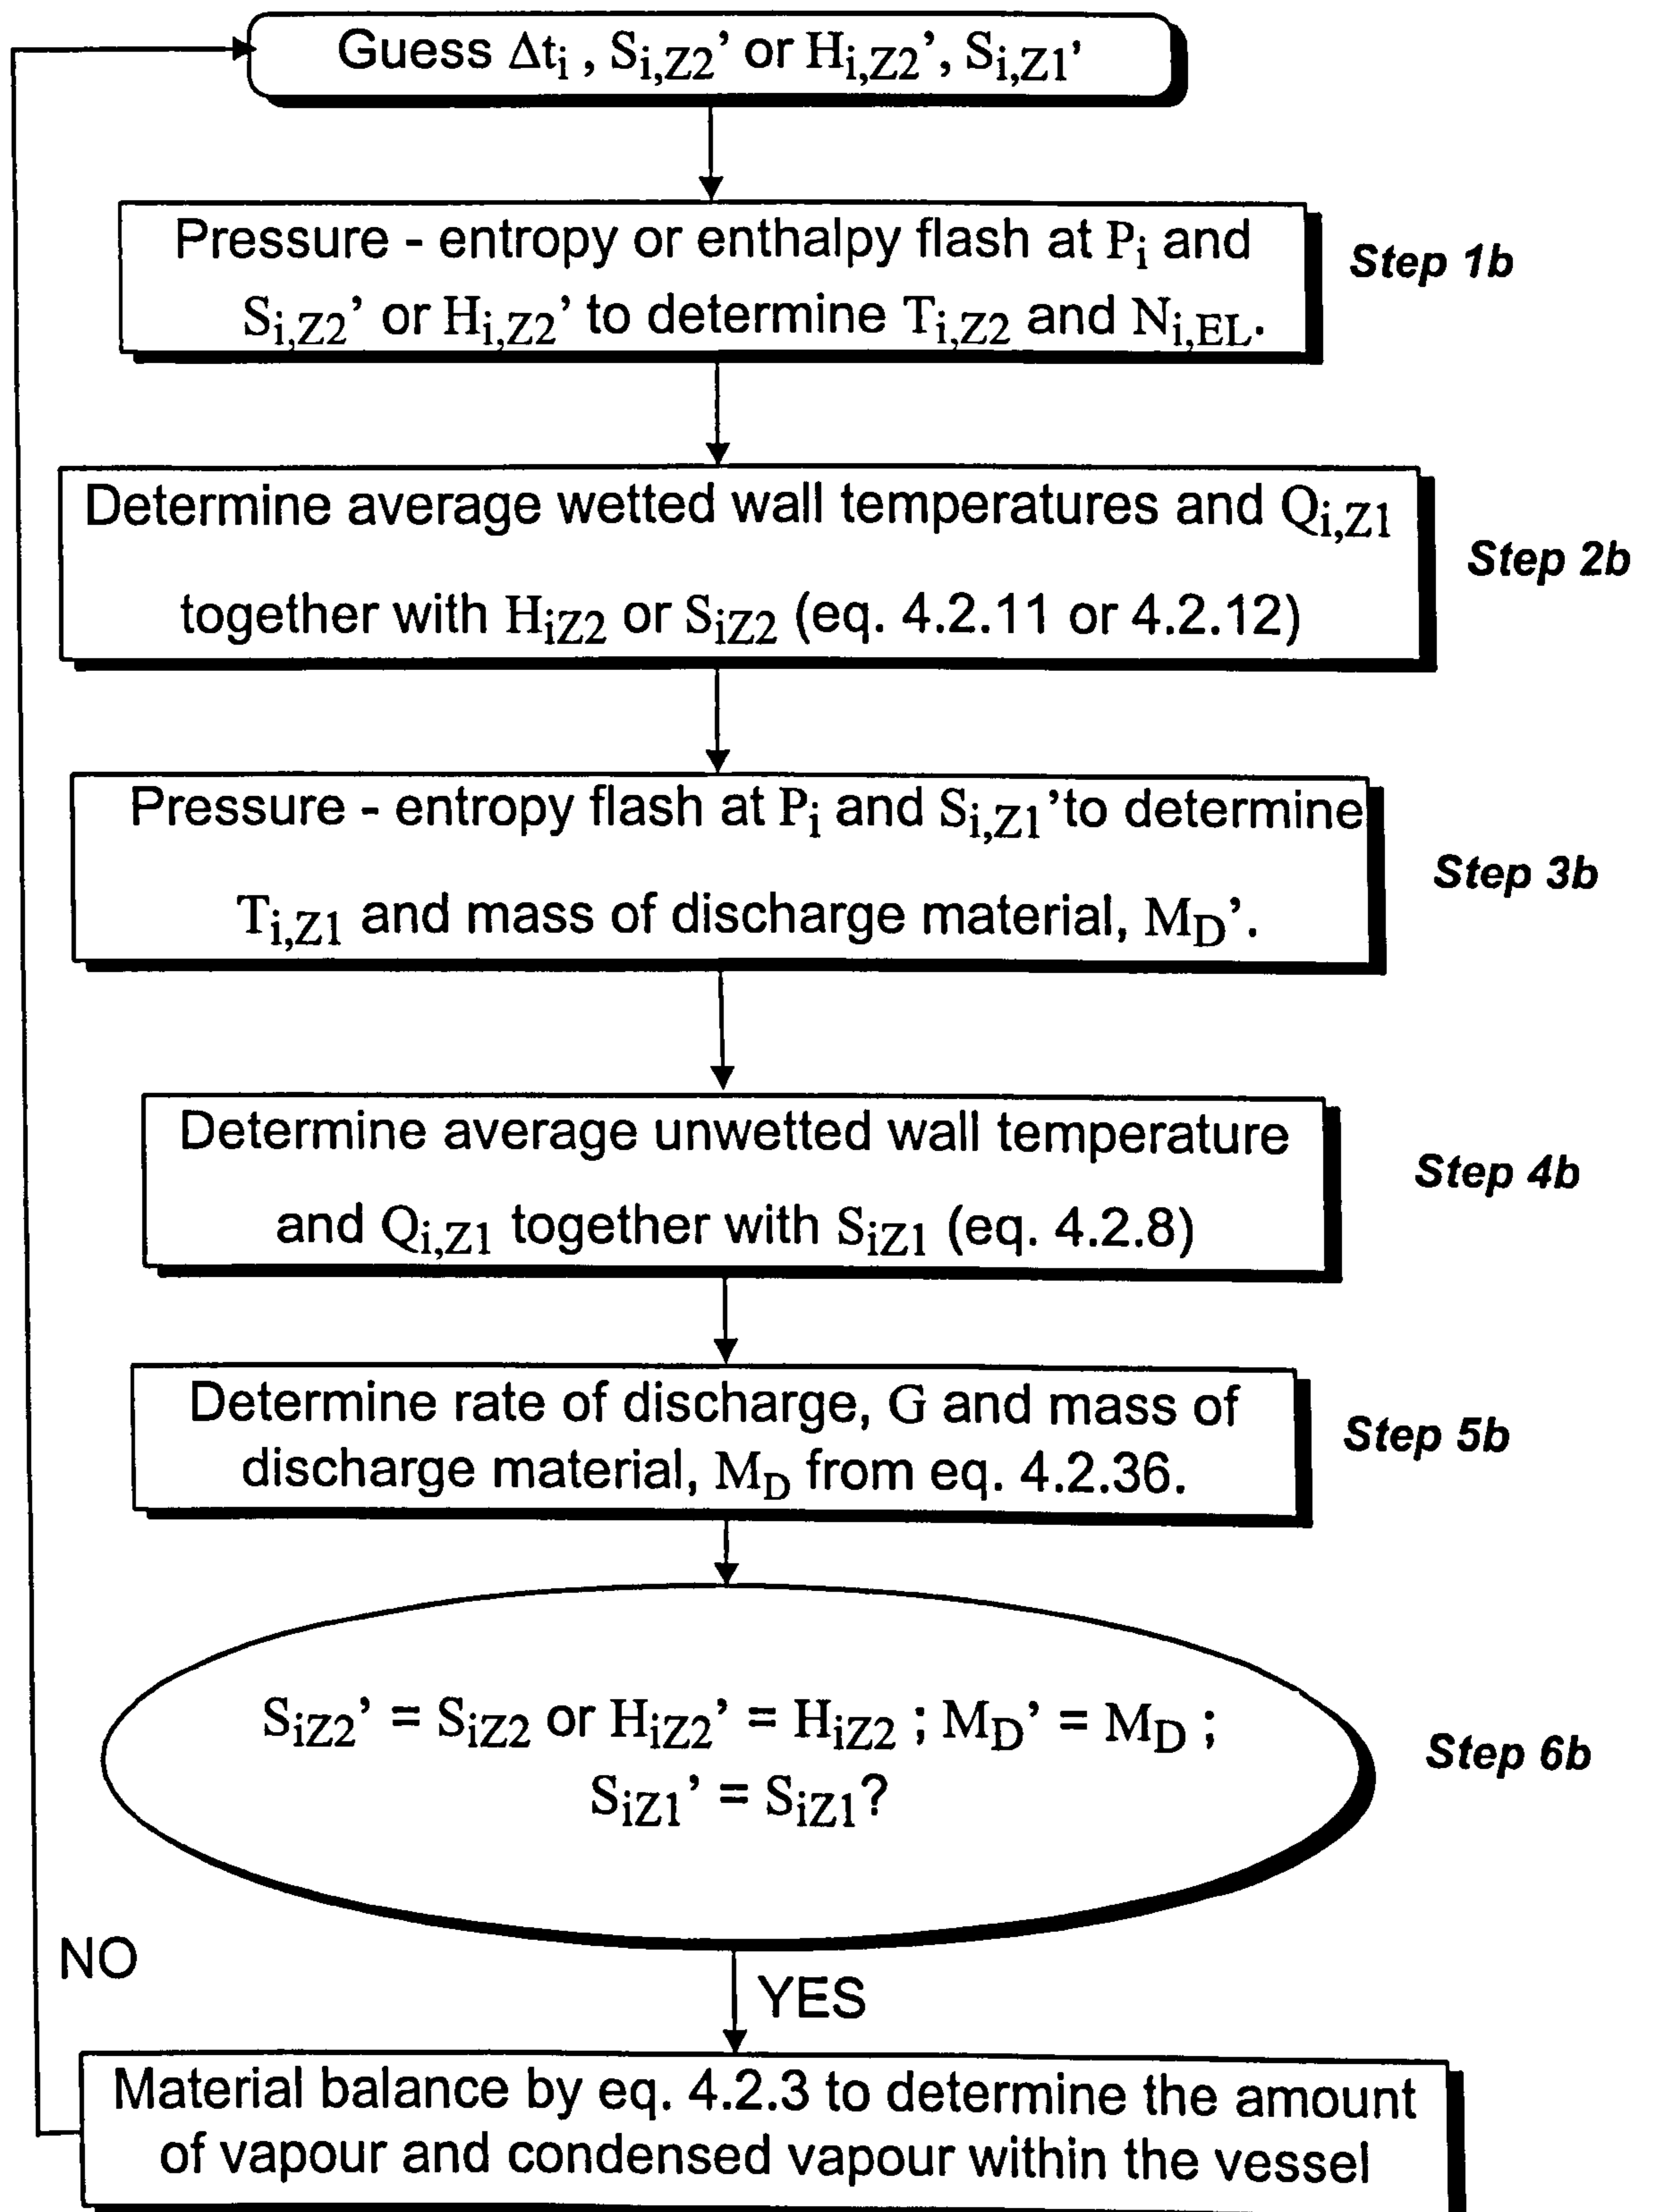 Guess Δti , Si,Z2’ or Hi,Z2’, Si,Z1’
Pressure - entropy or enthalpy flash at Pi and
Si,Z2’ or Hi,Z2’ to determine Ti,Z2 and Ni,EL.
Step 1b
Determine average wetted wall temperatures and Qi,Z1
together with HiZ2 or SiZ2 (eq. 4.2.11 or 4.2.12)
Step 2b
Pressure - entropy flash at Pi and Si,Z1’to determine
Ti,Z1 and mass of discharge material, MD’.
Step 3b
Determine average unwetted wall temperature
and Qi,Z1 together with SiZ1 (eq. 4.2.8)
Step 4b
Determine rate of discharge, G and mass of
discharge material, MD from eq. 4.2.36.
Step 5b
SiZ2’ = SiZ2 or HiZ2’ = HiZ2 ; MD’ = MD ;
SiZ1’ = SiZ1?
Step 6b
NO
YES
Material balance by eq. 4.2.3 to determine the amount
of vapour and condensed vapour within the vessel